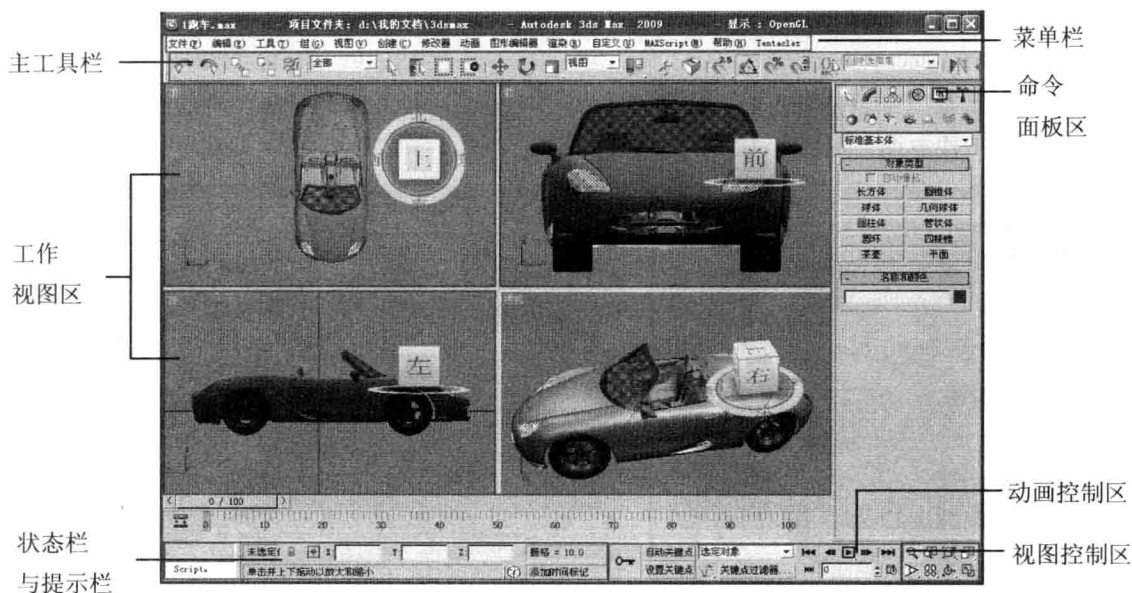 1跑车.max - 项目文件夹: d:\我的文档\3dsmax - Autodesk 3ds Max 2009 - 显示 : OpenGL
文件(F) 编辑(E) 工具(T) 组(G) 视图(V) 创建(C) 修改器 动画 图形编辑器 渲染(R) 自定义(U) MAXScript(M) 帮助(H) Tentacles
菜单栏
主工具栏
全部
视图
命令
面板区
标准基本体
对象类型
长方体 圆锥体
球体 几何球体
圆柱体 管状体
圆环 四棱锥
茶壶 平面
名称和颜色
上
前
工作
视图区
左
右
0 / 100
0 10 20 30 40 50 60 70 80 90 100
动画控制区
状态栏
与提示栏
X: Y: Z: 栅格 = 10.0
自动关键点 选定对象
Script.
单击并上下拖动以放大和缩小
添加时间标记
设置关键点 关键点过滤器...
0
视图控制区